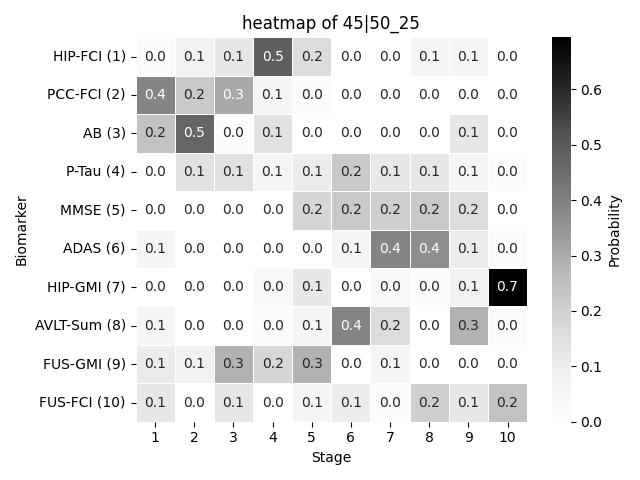 heatmap of 45|50_25
HIP-FCI (1) 0.0 0.1 0.1 0.5 0.2 0.0 0.0 0.1 0.1 0.0
PCC-FCI (2) 0.4 0.2 0.3 0.1 0.0 0.0 0.0 0.0 0.0 0.0
AB (3) 0.2 0.5 0.0 0.1 0.0 0.0 0.0 0.0 0.1 0.0
P-Tau (4) 0.0 0.1 0.1 0.1 0.1 0.2 0.1 0.1 0.1 0.0
MMSE (5) 0.0 0.0 0.0 0.0 0.2 0.2 0.2 0.2 0.2 0.0
ADAS (6) 0.1 0.0 0.0 0.0 0.0 0.1 0.4 0.4 0.1 0.0
HIP-GMI (7) 0.0 0.0 0.0 0.0 0.1 0.0 0.0 0.0 0.1 0.7
AVLT-Sum (8) 0.1 0.0 0.0 0.0 0.1 0.4 0.2 0.0 0.3 0.0
FUS-GMI (9) 0.1 0.1 0.3 0.2 0.3 0.0 0.1 0.0 0.0 0.0
FUS-FCI (10) 0.1 0.0 0.1 0.0 0.1 0.1 0.0 0.2 0.1 0.2
1 2 3 4 5 6 7 8 9 10
Stage
Biomarker
0.6
0.5
0.4
0.3
0.2
0.1
0.0
Probability